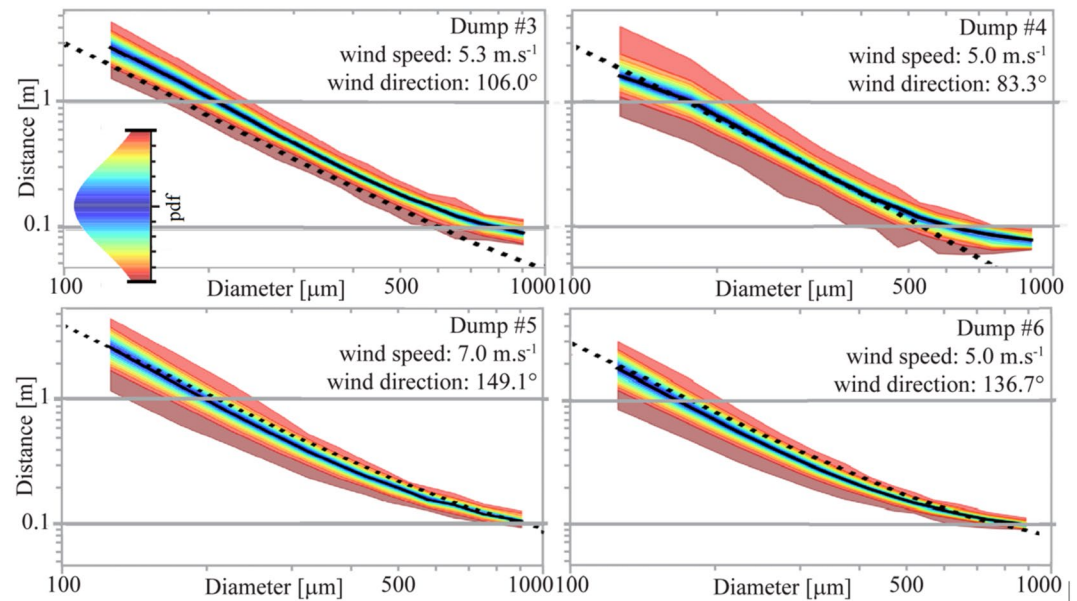 Dump #3
wind speed: 5.3 m.s-1
wind direction: 106.0°
Distance [m]
1
0.1
pdf
100
Diameter [μm]
500
1000
Dump #4
wind speed: 5.0 m.s-1
wind direction: 83.3°
100
Diameter [μm]
500
1000
Dump #5
wind speed: 7.0 m.s-1
wind direction: 149.1°
Distance [m]
1
0.1
100
Diameter [μm]
500
1000
Dump #6
wind speed: 5.0 m.s-1
wind direction: 136.7°
100
Diameter [μm]
500
1000